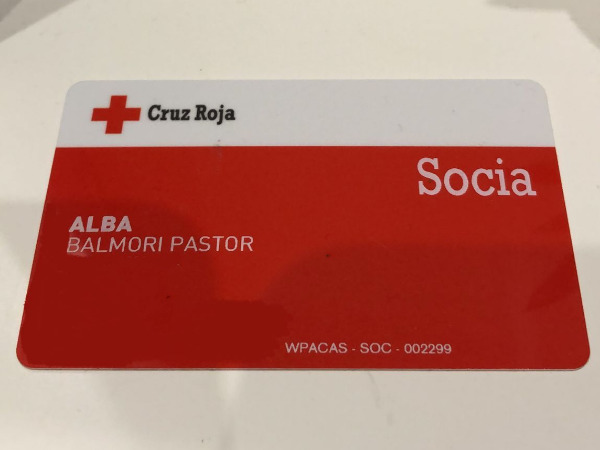 Cruz Roja
Socia
ALBA
BALMORI PASTOR
WPACAS - SOC - 002299